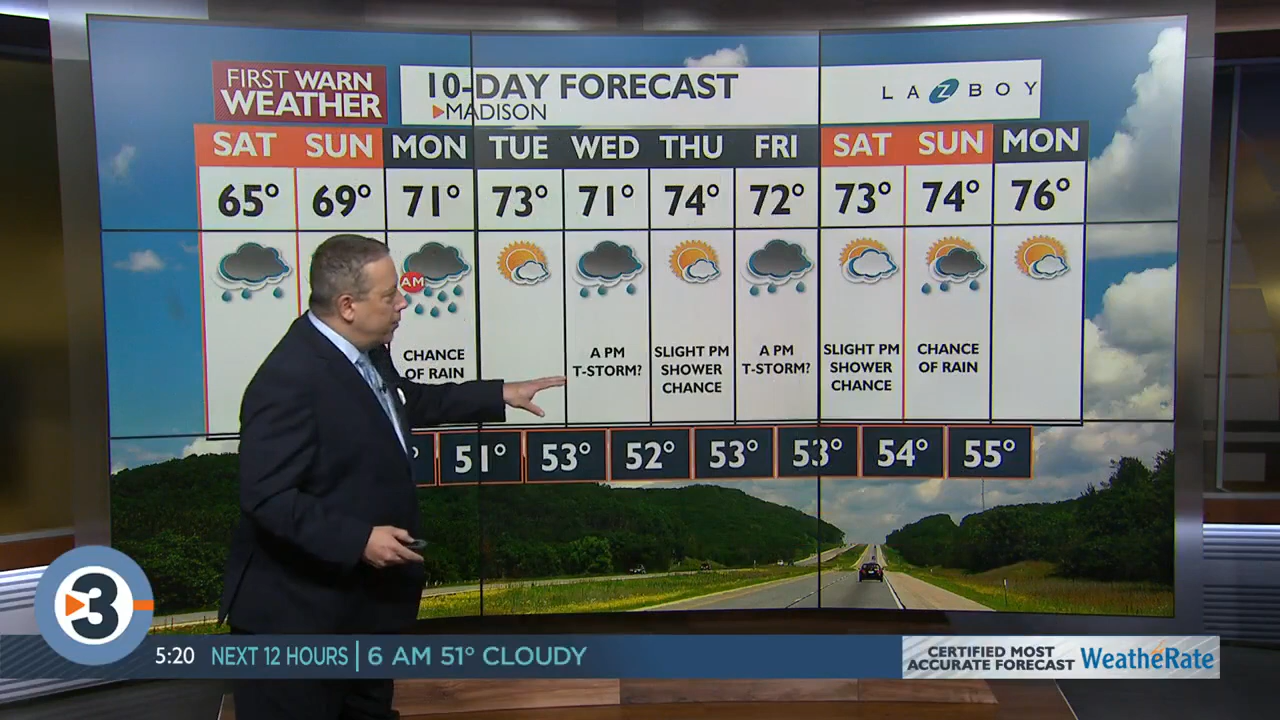 FIRST WARN
WEATHER
10-DAY FORECAST
MADISON
LA Z BOY
SAT SUN MON TUE WED THU FRI SAT SUN MON
65° 69° 71° 73° 71° 74° 72° 73° 74° 76°
AM
CHANCE
OF RAIN
A PM
T-STORM?
SLIGHT PM
SHOWER
CHANCE
A PM
T-STORM?
SLIGHT PM
SHOWER
CHANCE
CHANCE
OF RAIN
51° 53° 52° 53° 53° 54° 55°
3
5:20 NEXT 12 HOURS | 6 AM 51° CLOUDY
CERTIFIED MOST
ACCURATE FORECAST
WeatheRate